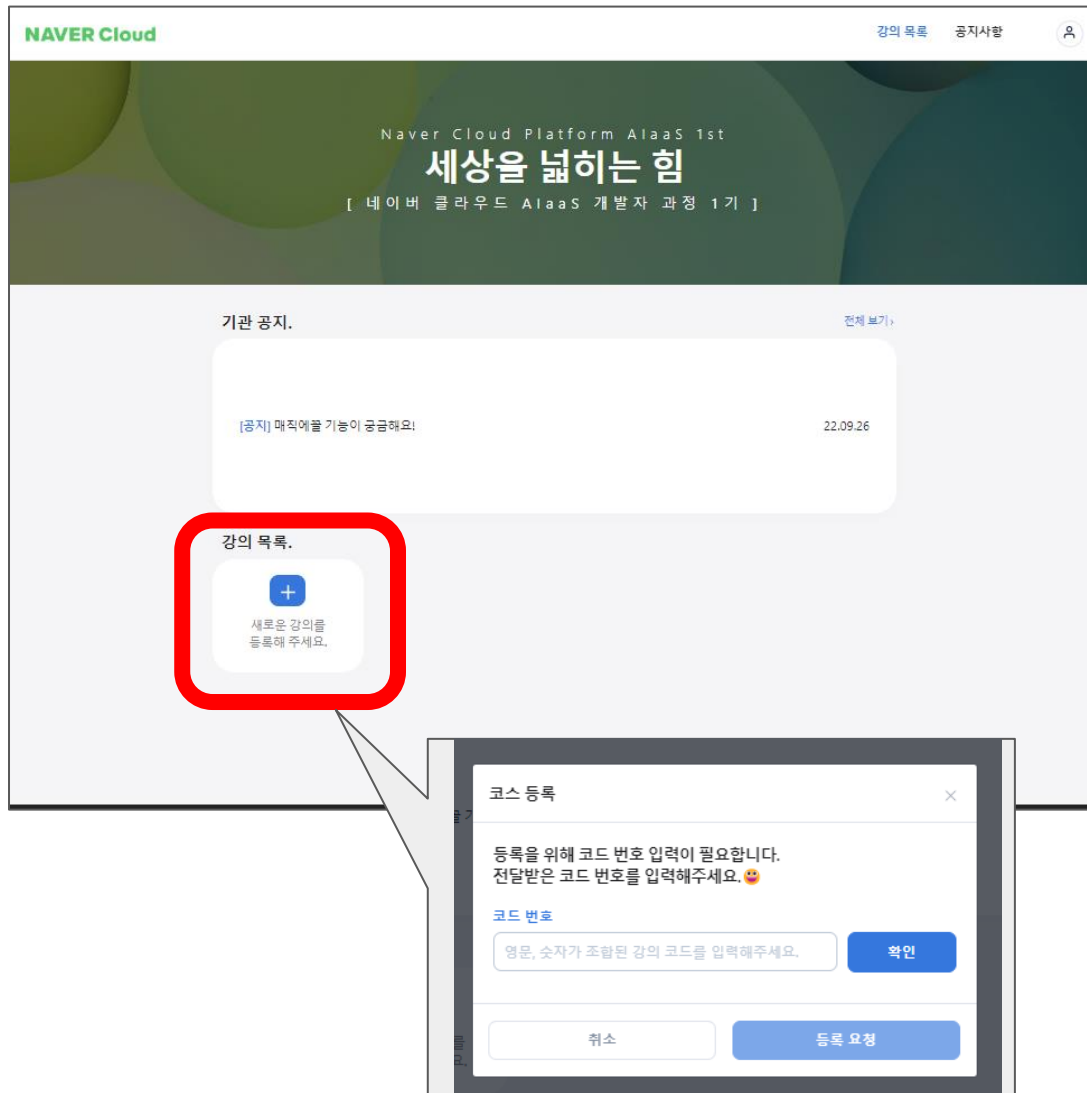 NAVER Cloud
강의 목록 공지사항
Naver Cloud Platform AIaaS 1st
세상을 넓히는 힘
[ 네이버 클라우드 AIaaS 개발자 과정 1기 ]
기관 공지.
전체 보기 ›
[공지] 매직에꼴 기능이 궁금해요!
22.09.26
강의 목록.
새로운 강의를
등록해 주세요.
코스 등록
등록을 위해 코드 번호 입력이 필요합니다.
전달받은 코드 번호를 입력해주세요.😀
코드 번호
영문, 숫자가 조합된 강의 코드를 입력해주세요.
확인
취소
등록 요청